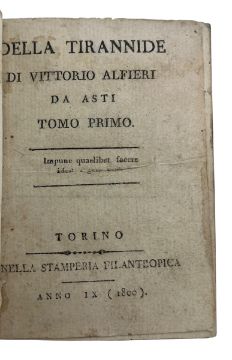 DELLA TIRANNIDE
DI VITTORIO ALFIERI
DA ASTI
TOMO PRIMO.
Impune quaelibet facere
TORINO
NELLA STAMPERIA FILANTROPICA
ANNO IX (1800).